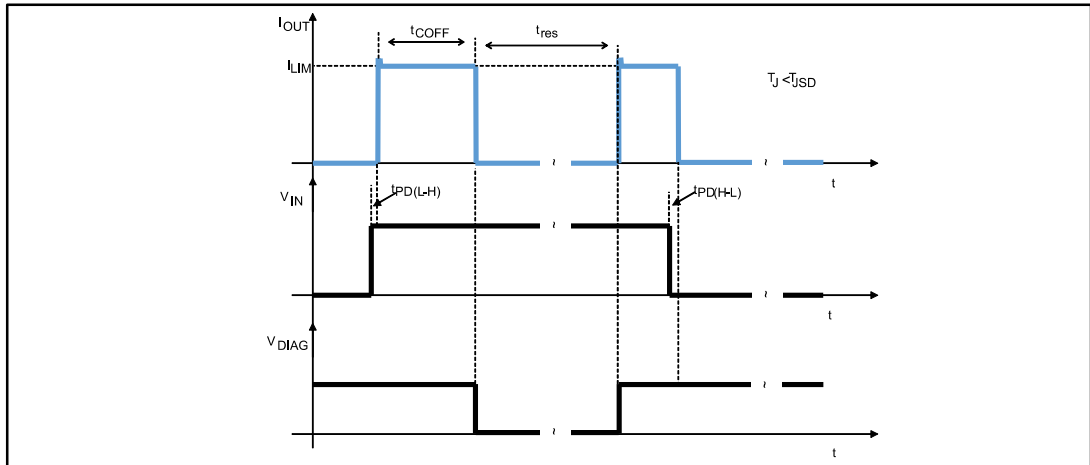 IOUT
tCOFF
tres
ILIM
TJ <TJSD
~
~
t
tPD(L-H)
tPD(H-L)
VIN
~
~
t
VDIAG
~
~
t